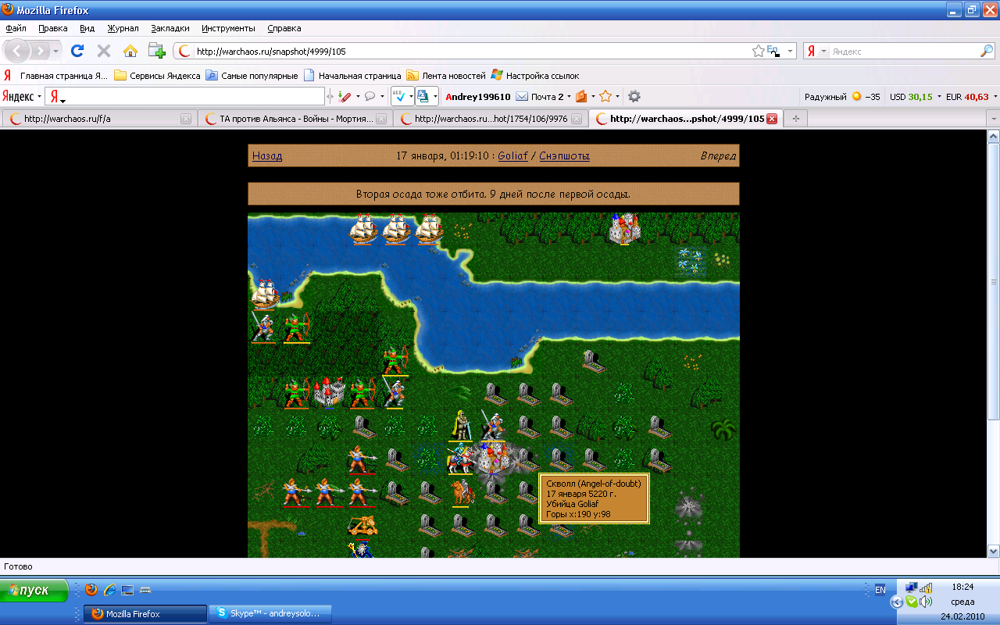 Mozilla Firefox
Файл Правка Вид Журнал Закладки Инструменты Справка
http://warchaos.ru/snapshot/4999/105
En
Я Яндекс
Я Главная страница Я... Сервисы Яндекса Самые популярные Начальная страница Лента новостей Настройка ссылок
Яндекс Я АБВ Andrey199610 Почта 2 Радужный -35 USD 30,15 EUR 40,63
http://warchaos.ru/f/a ТА против Альянса - Войны - Мортия... http://warchaos.ru...hot/1754/106/9976 http://warchaos...pshot/4999/105
Назад 17 января, 01:19:10 : Goliaf / Снэпшоты Вперед
Вторая осада тоже отбита. 9 дней после первой осады.
Скволл (Angel-of-doubt)
17 января 5220 г.
Убийца Goliaf
Горы x:190 y:98
Готово
пуск EN 18:24
среда
Mozilla Firefox Skype™ - andreysolo... 24.02.2010